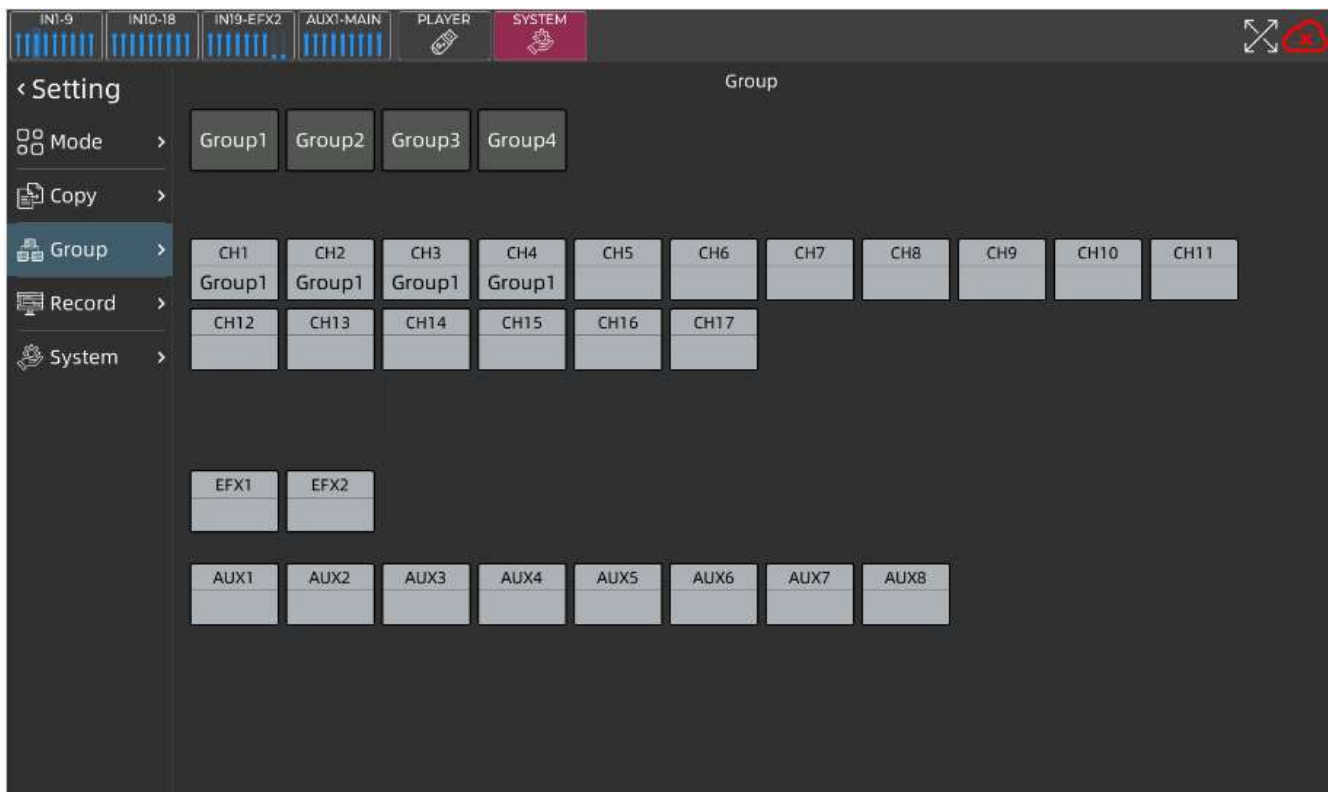 IN1-9 IN10-18 IN19-EFX2 AUX1-MAIN PLAYER SYSTEM
‹ Setting
Group
Mode >
Group1 Group2 Group3 Group4
Copy >
Group >
CH1 CH2 CH3 CH4 CH5 CH6 CH7 CH8 CH9 CH10 CH11
Group1 Group1 Group1 Group1
Record >
CH12 CH13 CH14 CH15 CH16 CH17
System >
EFX1 EFX2
AUX1 AUX2 AUX3 AUX4 AUX5 AUX6 AUX7 AUX8